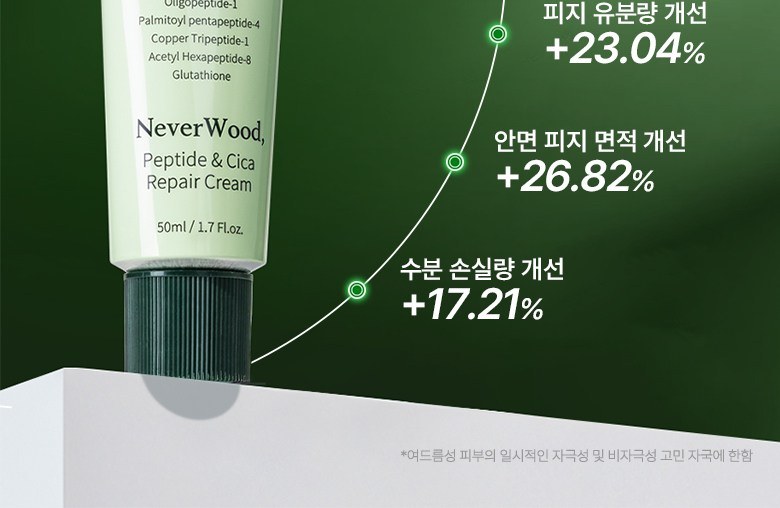 Oligopeptide-1
Palmitoyl pentapeptide-4
Copper Tripeptide-1
Acetyl Hexapeptide-8
Glutathione
NeverWood,
Peptide & Cica
Repair Cream
50ml / 1.7 Fl.oz.
피지 유분량 개선
+23.04%
안면 피지 면적 개선
+26.82%
수분 손실량 개선
+17.21%
*여드름성 피부의 일시적인 자극성 및 비자극성 고민 자국에 한함